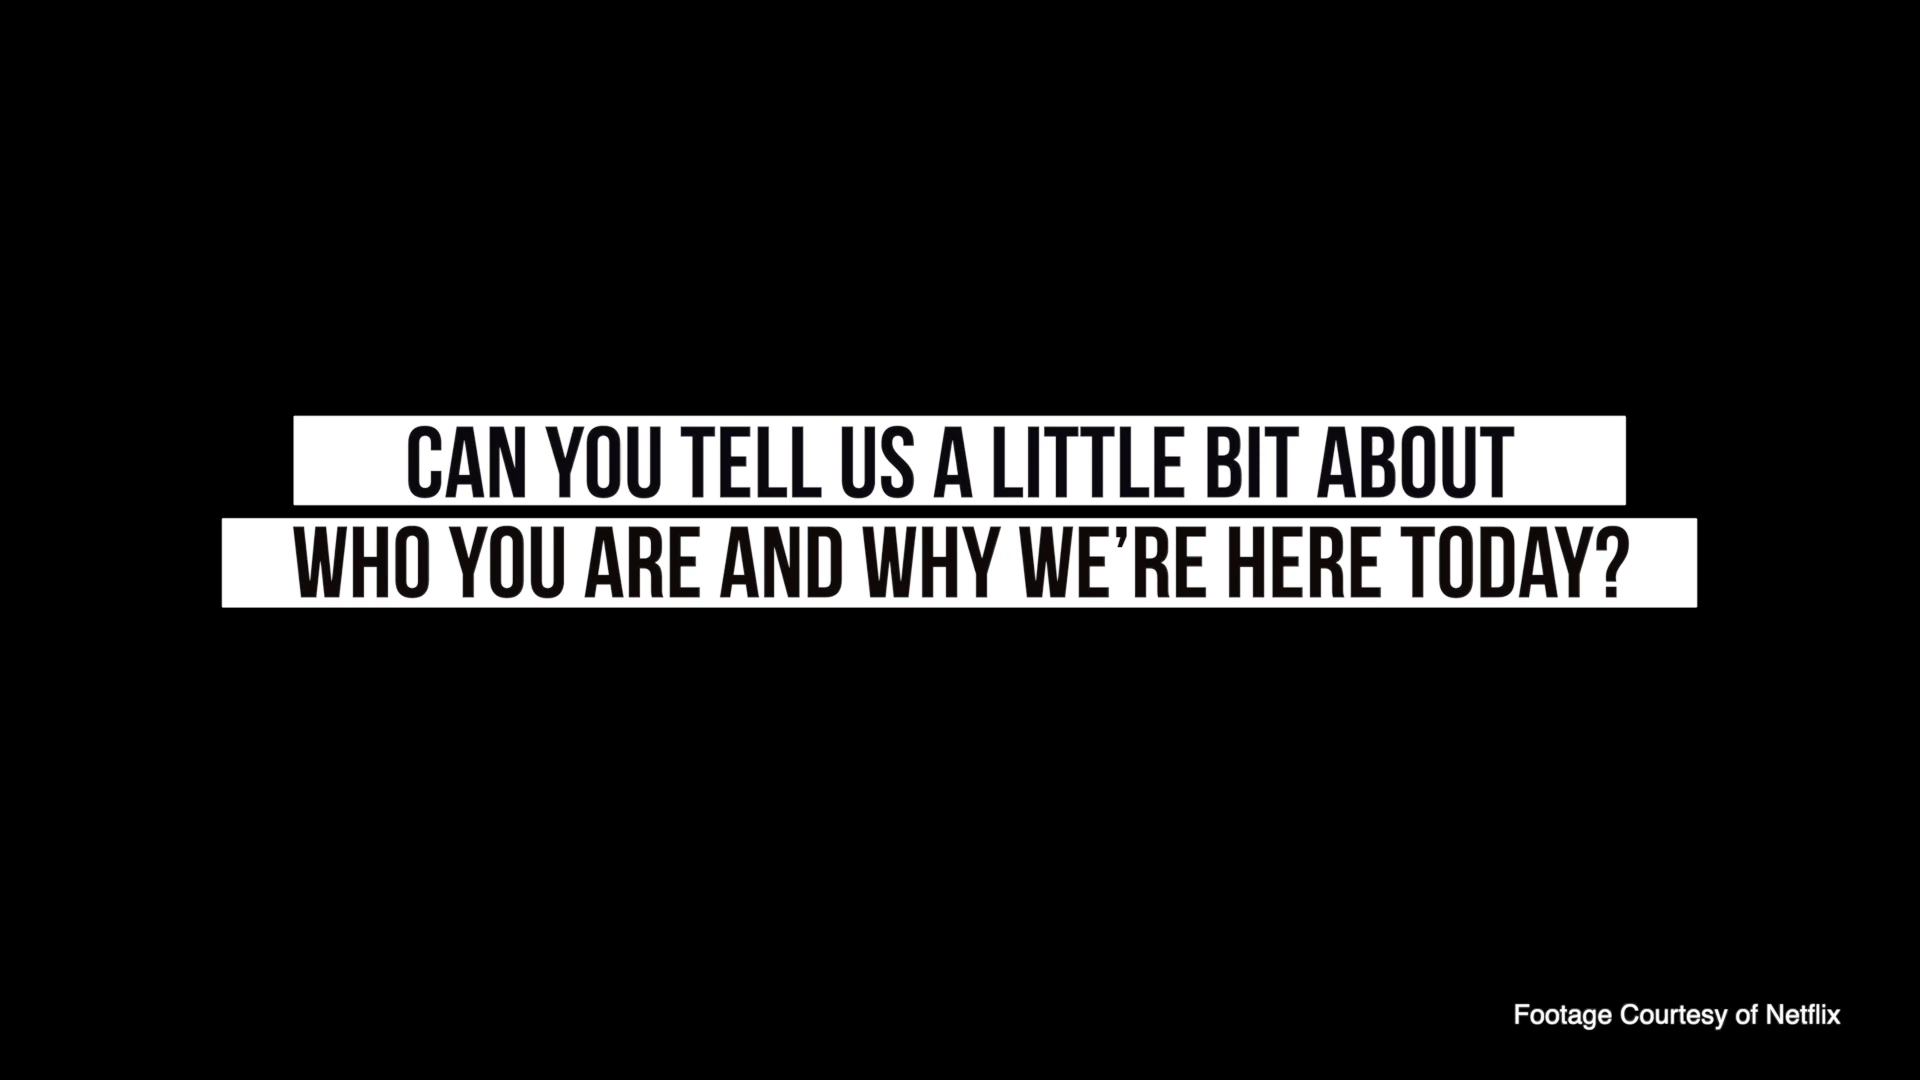 CAN YOU TELL US A LITTLE BIT ABOUT
WHO YOU ARE AND WHY WE’RE HERE TODAY?
Footage Courtesy of Netflix